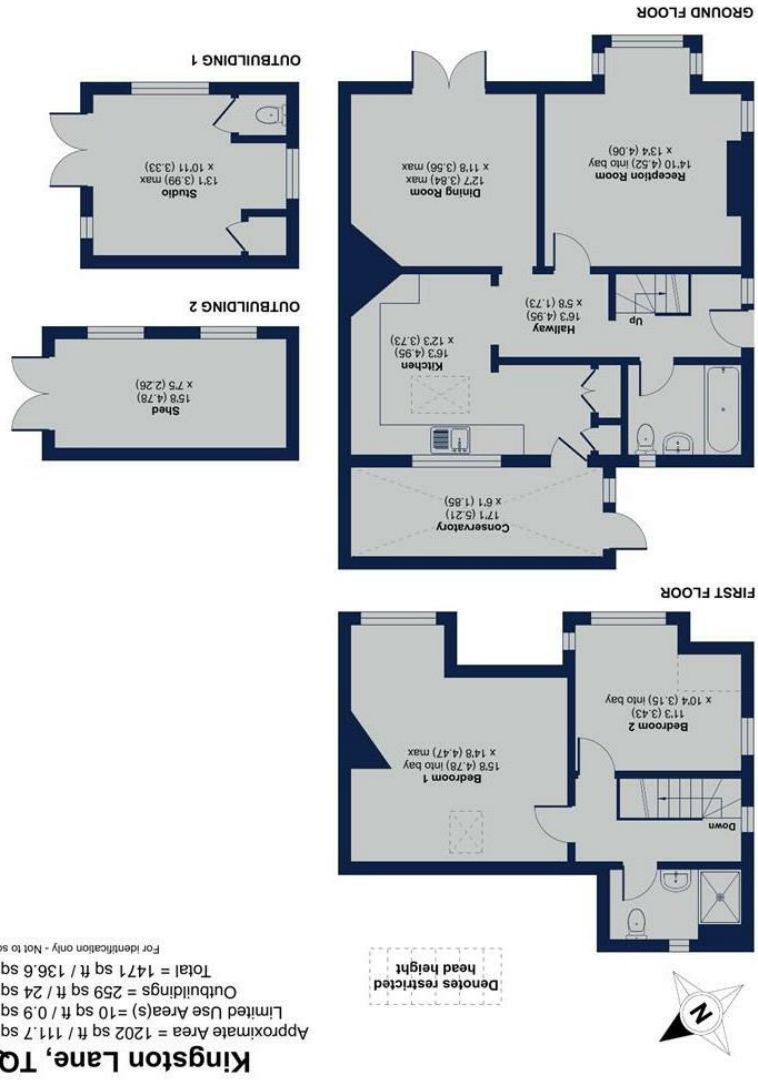 Kingston Lane, TQ
Approximate Area = 1202 sq ft / 111.7 sq
Limited Use Area(s) =10 sq ft / 0.9 sq
Outbuildings = 259 sq ft / 24 sq
Total = 1471 sq ft / 136.6 sq
For identification only - Not to sc
N
Denotes restricted
head height
Down
Bedroom 2
11'3 (3.43)
x 10'4 (3.15) into bay
Bedroom 1
15'8 (4.78) into bay
x 14'8 (4.47) max
FIRST FLOOR
Conservatory
17'1 (5.21)
x 6'1 (1.85)
Kitchen
16'3 (4.95)
x 12'3 (3.73)
Up
Hallway
16'3 (4.95)
x 5'8 (1.73)
Reception Room
14'10 (4.52) into bay
x 13'4 (4.06)
Dining Room
12'7 (3.84) max
x 11'8 (3.56) max
GROUND FLOOR
Shed
15'8 (4.78)
x 7'5 (2.26)
OUTBUILDING 2
Studio
13'1 (3.99) max
x 10'11 (3.33)
OUTBUILDING 1